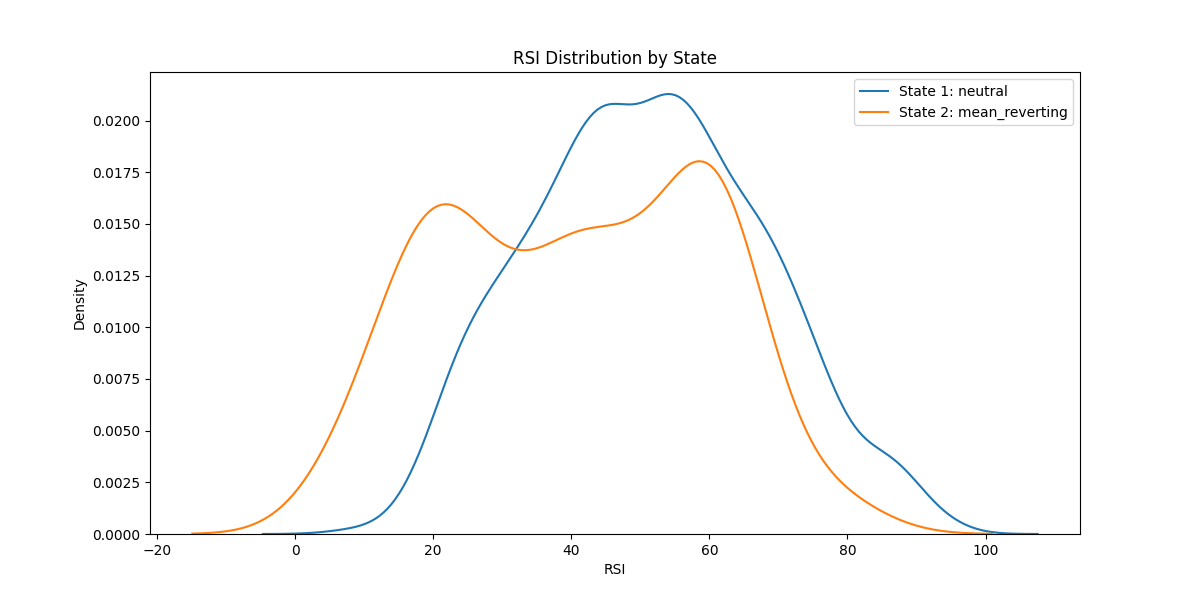 RSI Distribution by State
State 1: neutral
State 2: mean_reverting
Density
0.0200
0.0175
0.0150
0.0125
0.0100
0.0075
0.0050
0.0025
0.0000
−20 0 20 40 60 80 100
RSI